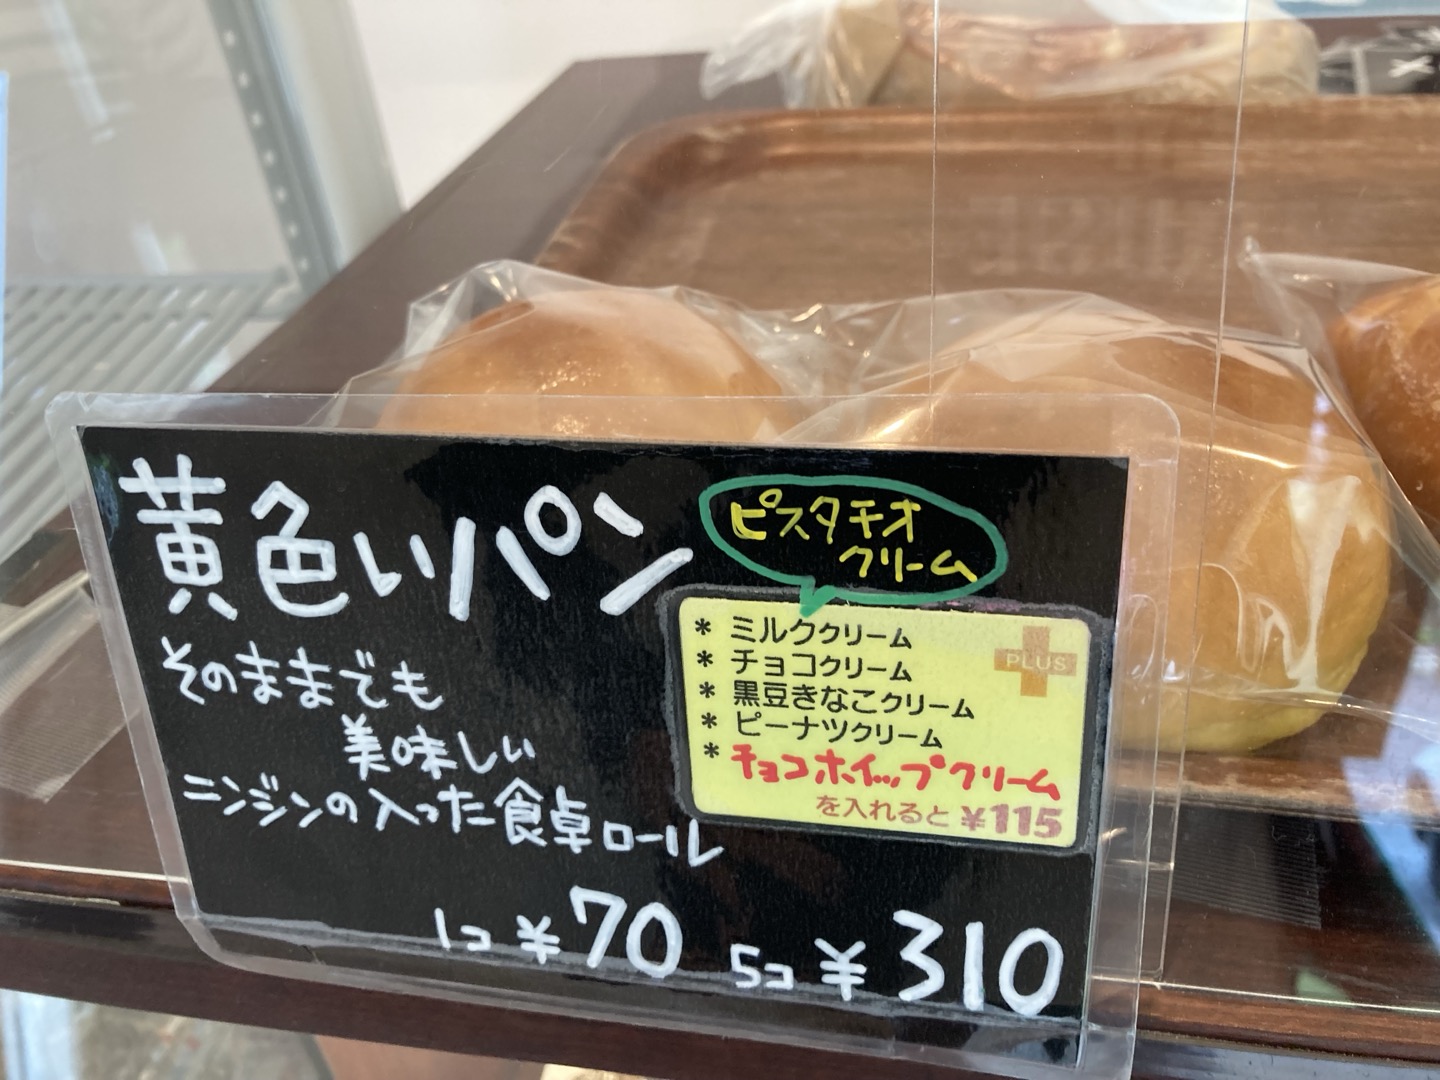 黄色いパン
ピスタチオ
クリーム
そのままでも
美味しい
ニンジンの入った食卓ロール
* ミルククリーム
* チョコクリーム
* 黒豆きなこクリーム
* ピーナツクリーム
* チョコホイップクリーム
を入れると ¥115
PLUS
1コ ¥70 5コ ¥310